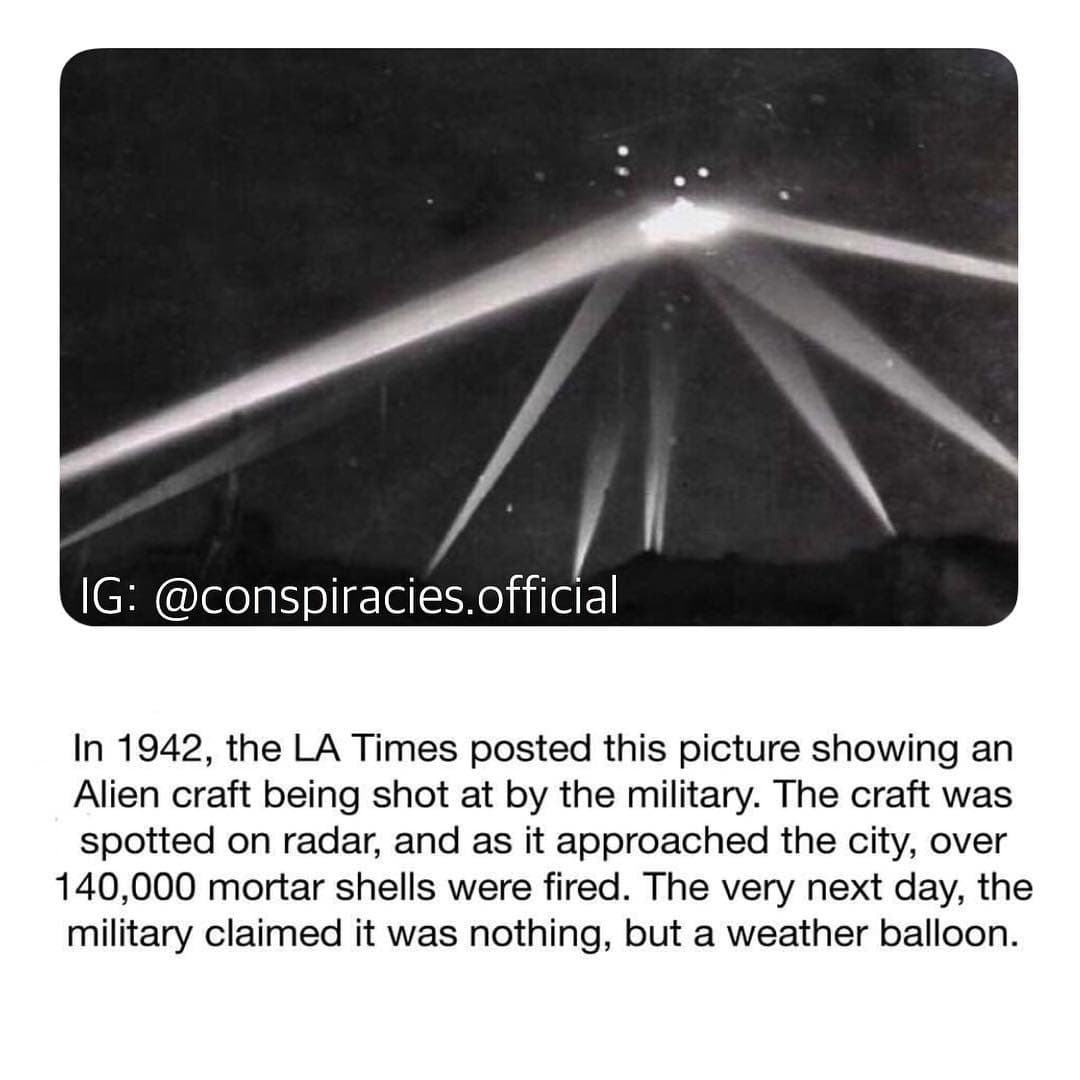 IG: @conspiracies.official
In 1942, the LA Times posted this picture showing an
Alien craft being shot at by the military. The craft was
spotted on radar, and as it approached the city, over
140,000 mortar shells were fired. The very next day, the
military claimed it was nothing, but a weather balloon.